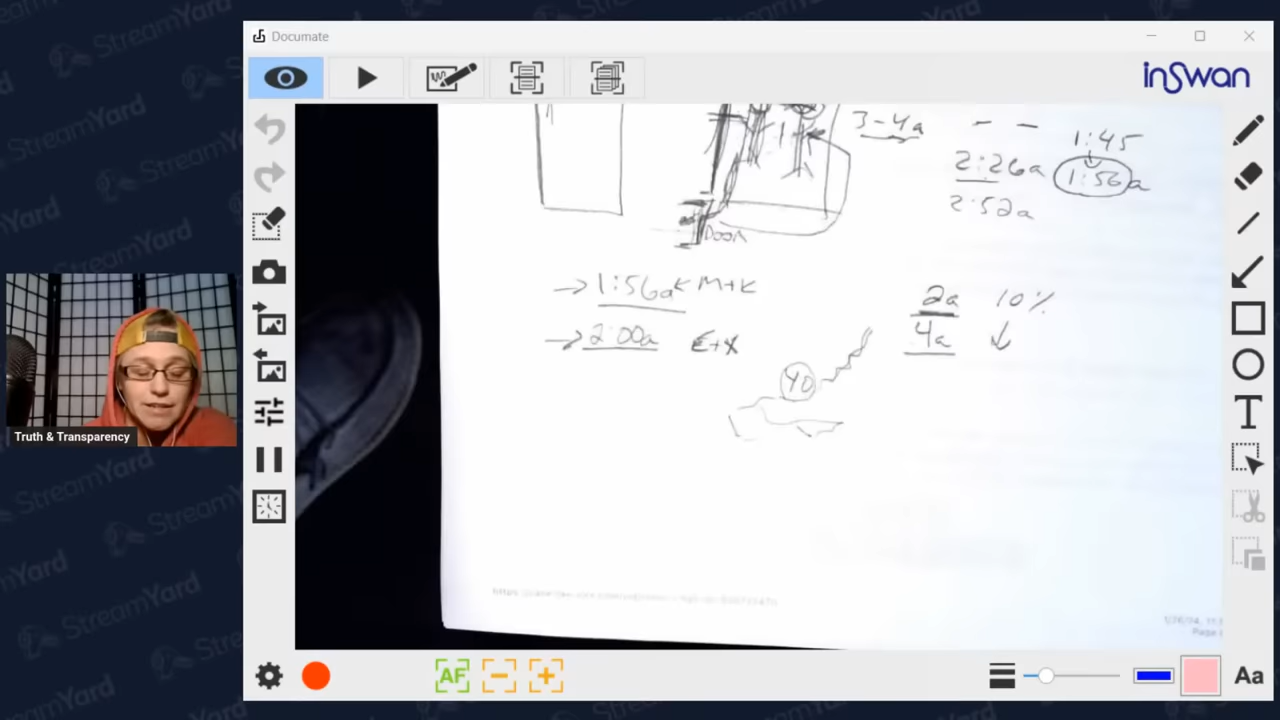 Documate
inSwan
3-4a
1:45
2:26a 1:56a
2:52a
Door
→ 1:56a M+K
→ 2:00a E+X
2a 10%
4a ↓
40
Truth & Transparency
AF
T
Aa
StreamYard